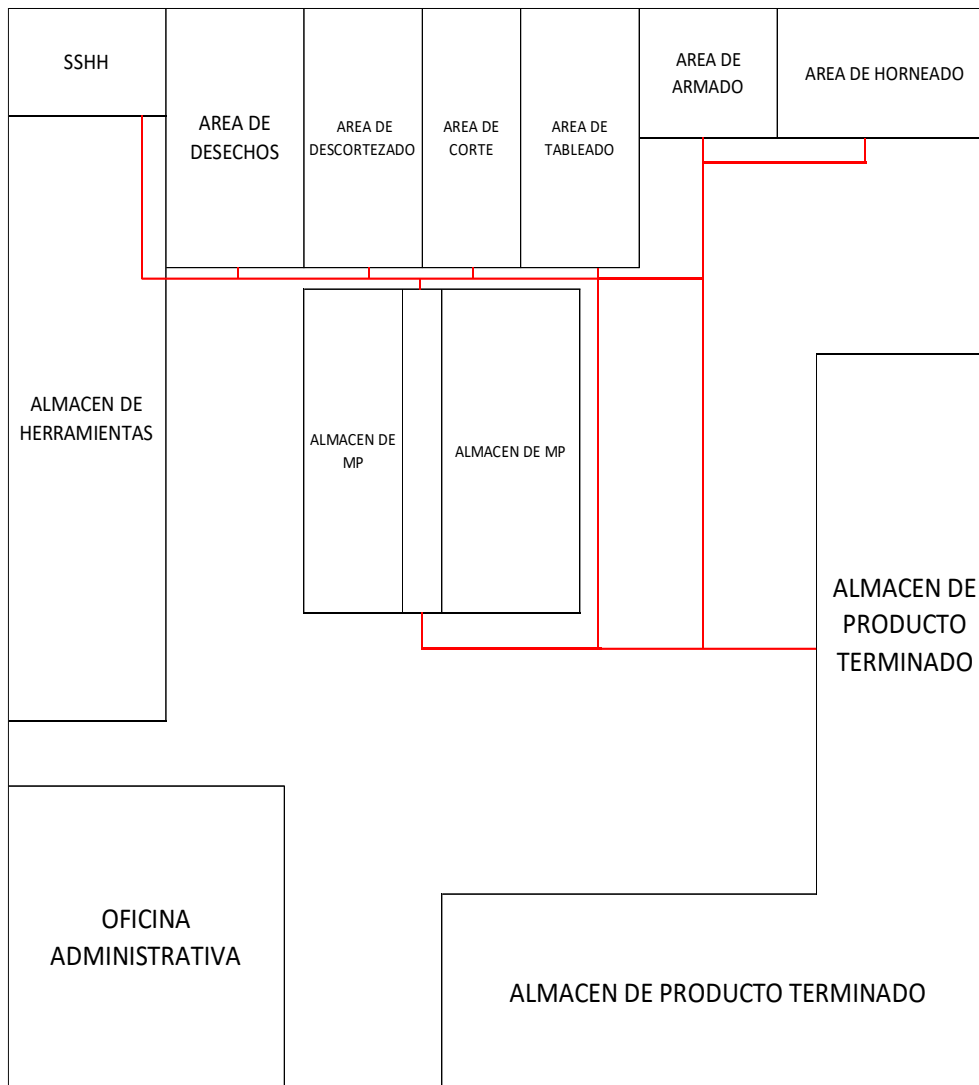 SSHH
AREA DE
DESECHOS
AREA DE
DESCORTEZADO
AREA DE
CORTE
AREA DE
TABLEADO
AREA DE
ARMADO
AREA DE HORNEADO
ALMACEN DE
HERRAMIENTAS
ALMACEN DE
MP
ALMACEN DE MP
ALMACEN DE
PRODUCTO
TERMINADO
OFICINA
ADMINISTRATIVA
ALMACEN DE PRODUCTO TERMINADO